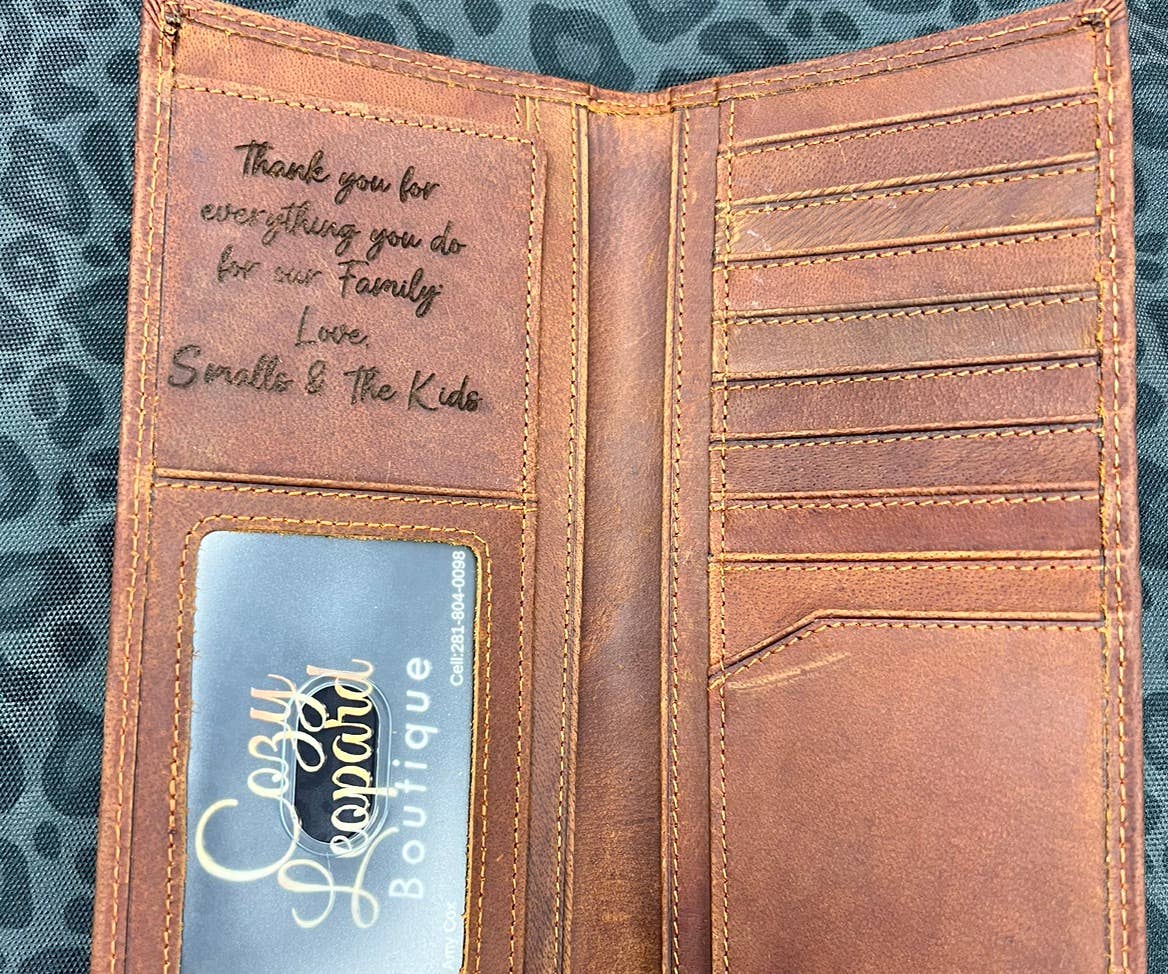 Thank you for
everything you do
for our Family.
Love,
Smalls & The Kids
Cozy
Leopard
Boutique
Cell:281-804-0098
Amy